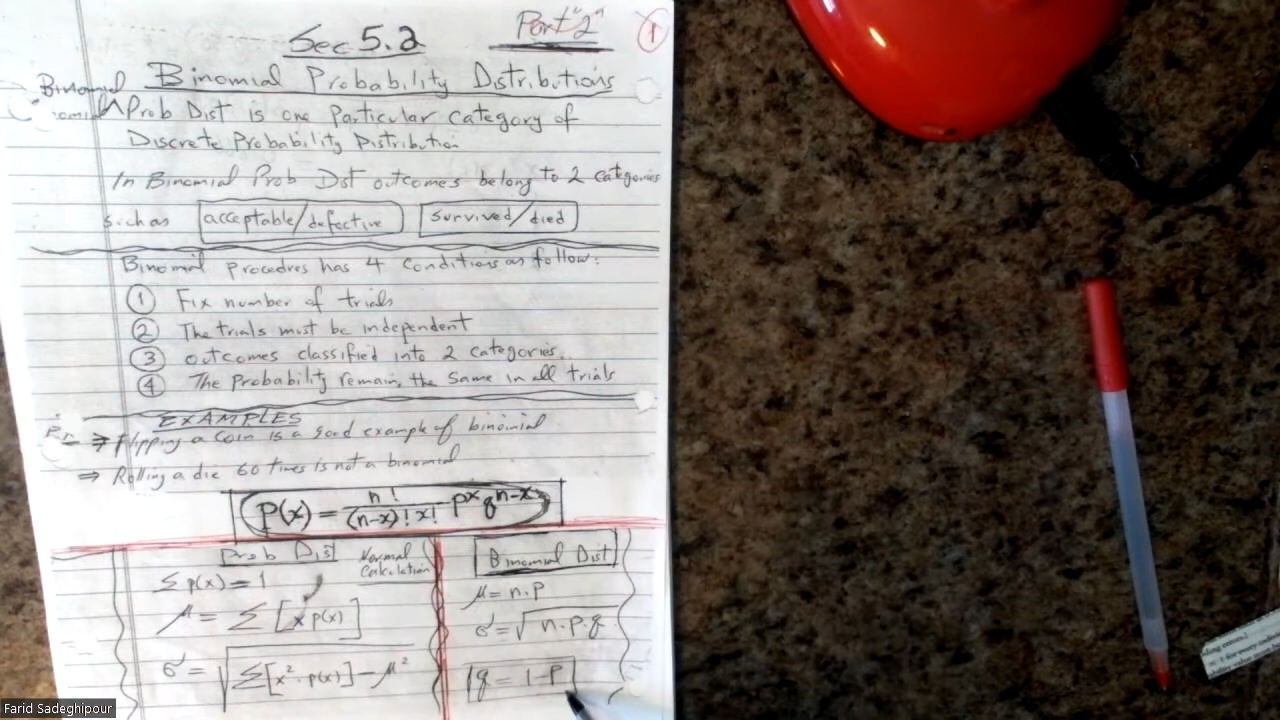 Sec 5.2 Part "2" 1
Binomial Probability Distributions
Binomial
Prob Dist is one Particular Category of
Discrete Probability Distribution
In Binomial Prob Dist outcomes belong to 2 categories
such as acceptable/defective survived/died
Binomial procedres has 4 Conditions as follow:
1 Fix number of trials
2 The trials must be independent
3 outcomes classified into 2 categories.
4 The Probability remain the same in all trials
EXAMPLES
⇒ Flipping a Coin is a good example of binomial
⇒ Rolling a die 60 times is not a binomial
P(x) = n! / (n-x)! x! p^x q^n-x
Prob Dist Normal Calculation
Σ p(x) = 1
μ = Σ [x p(x)]
σ = √Σ[x² · p(x)] - μ²
Binomial Dist
μ = n.p
σ = √n.p.q
q = 1-P
Farid Sadeghipour